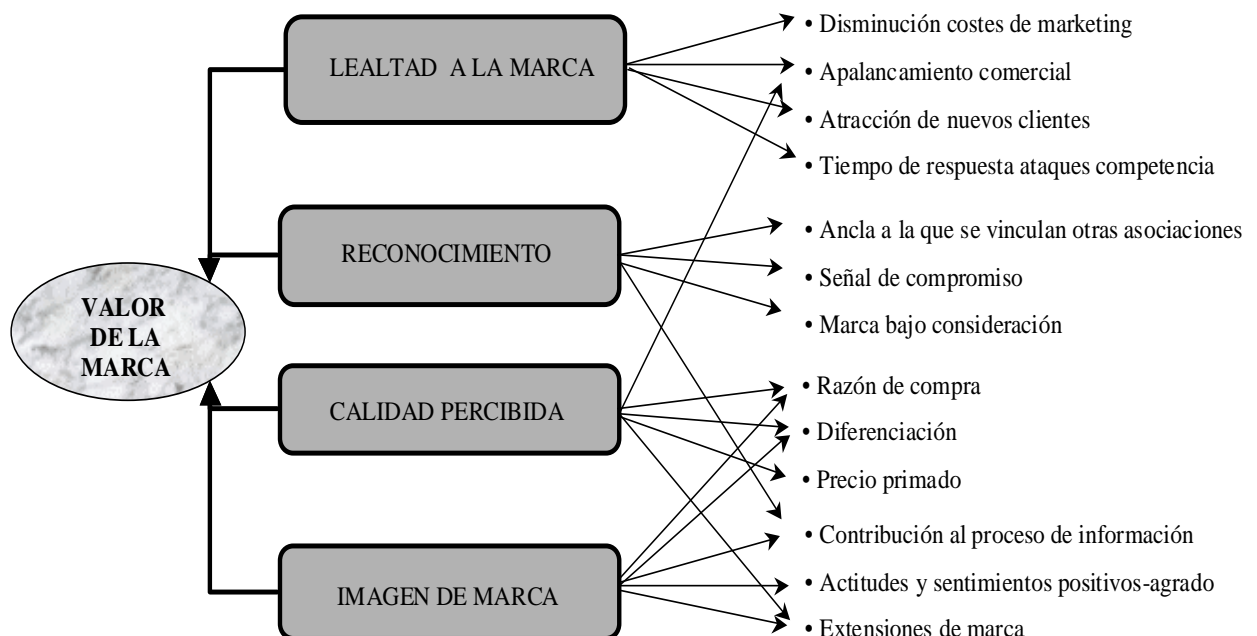 LEALTAD A LA MARCA
• Disminución costes de marketing
• Apalancamiento comercial
• Atracción de nuevos clientes
• Tiempo de respuesta ataques competencia
RECONOCIMIENTO
• Ancla a la que se vinculan otras asociaciones
• Señal de compromiso
• Marca bajo consideración
VALOR
DE LA
MARCA
CALIDAD PERCIBIDA
• Razón de compra
• Diferenciación
• Precio primado
IMAGEN DE MARCA
• Contribución al proceso de información
• Actitudes y sentimientos positivos-agrado
• Extensiones de marca